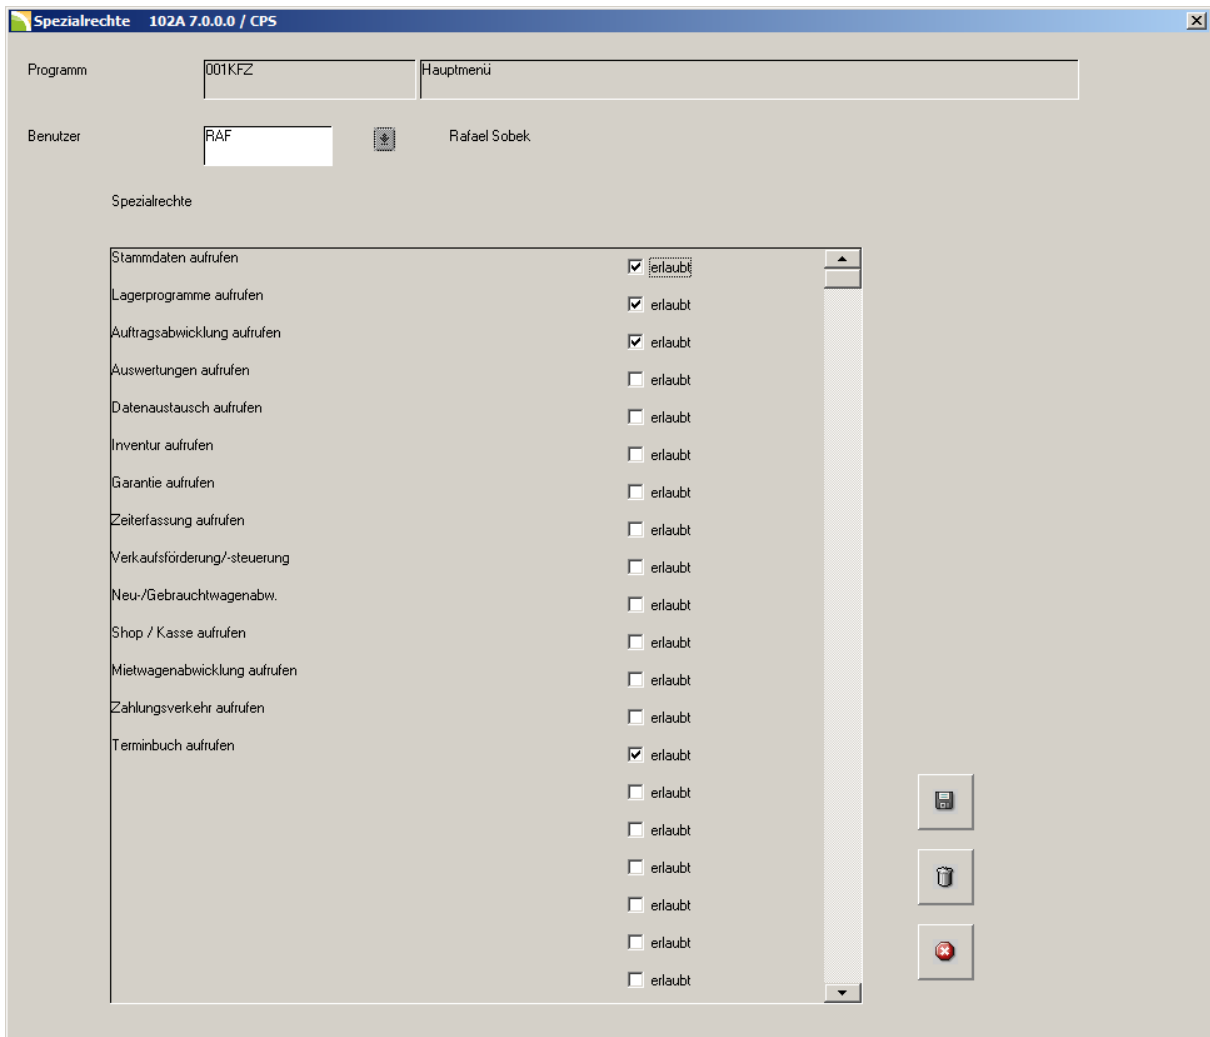 Spezialrechte 102A 7.0.0.0 / CPS
Programm 001KFZ Hauptmenü
Benutzer RAF Rafael Sobek
Spezialrechte
Stammdaten aufrufen erlaubt
Lagerprogramme aufrufen erlaubt
Auftragsabwicklung aufrufen erlaubt
Auswertungen aufrufen erlaubt
Datenaustausch aufrufen erlaubt
Inventur aufrufen erlaubt
Garantie aufrufen erlaubt
Zeiterfassung aufrufen erlaubt
Verkaufsförderung/-steuerung erlaubt
Neu-/Gebrauchtwagenabw. erlaubt
Shop / Kasse aufrufen erlaubt
Mietwagenabwicklung aufrufen erlaubt
Zahlungsverkehr aufrufen erlaubt
Terminbuch aufrufen erlaubt
erlaubt
erlaubt
erlaubt
erlaubt
erlaubt
erlaubt